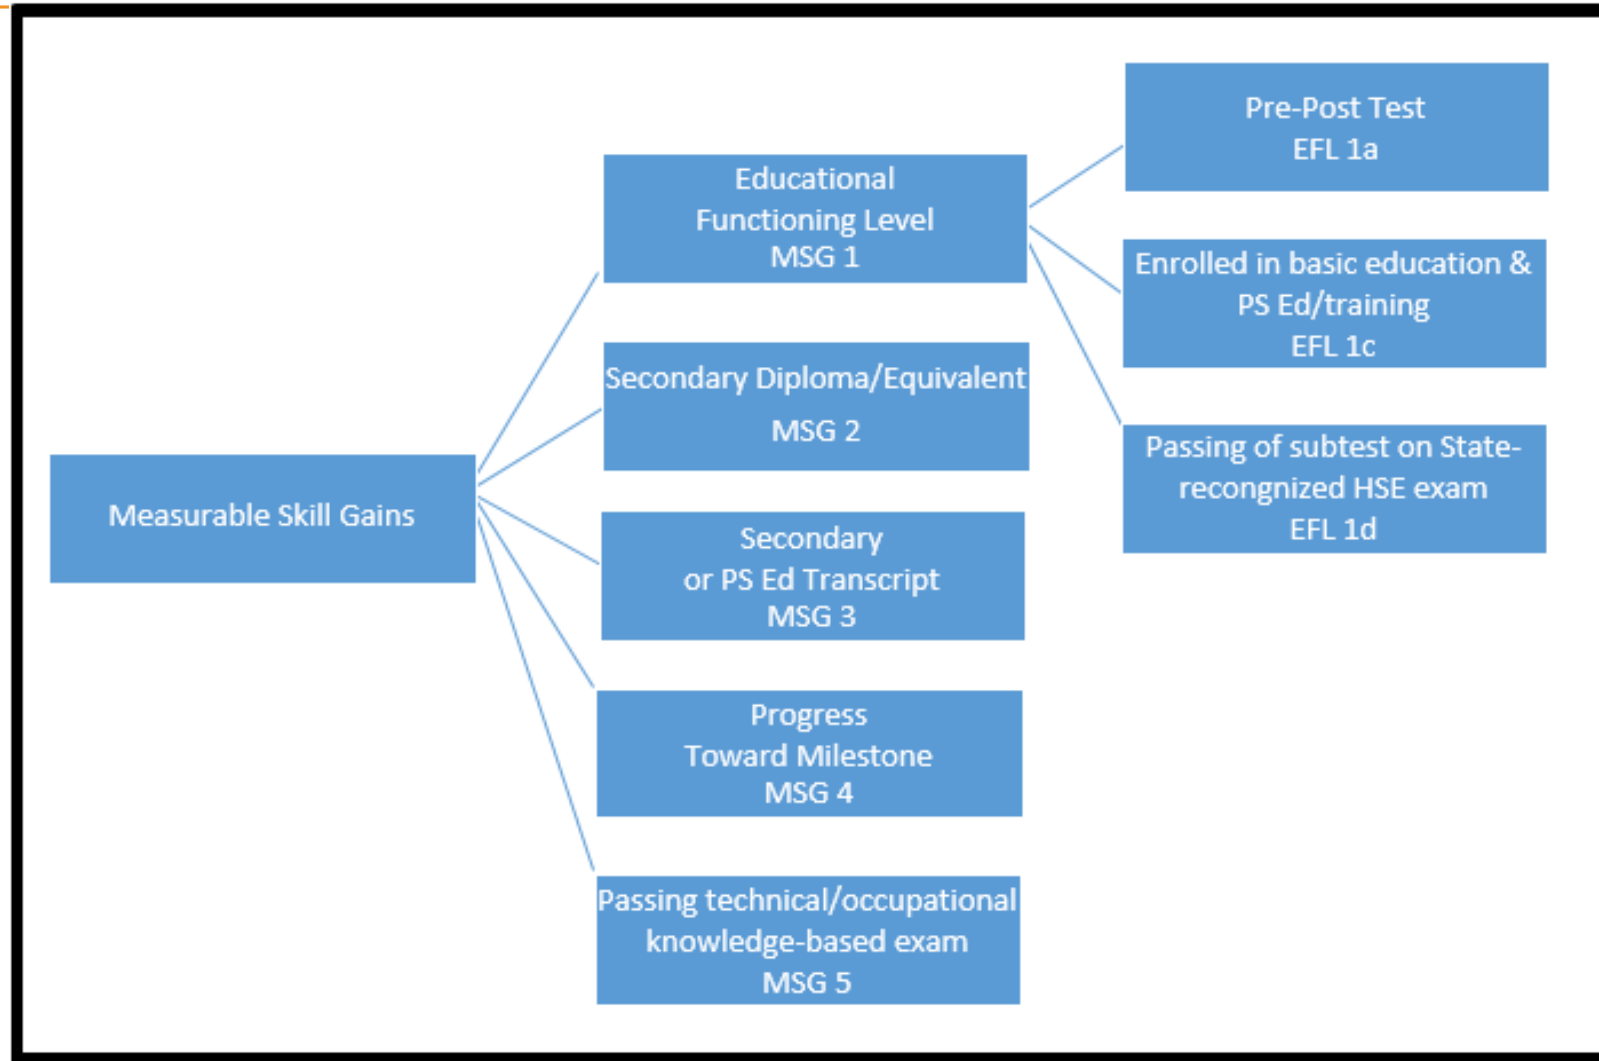 Measurable Skill Gains
Educational
Functioning Level
MSG 1
Secondary Diploma/Equivalent
MSG 2
Secondary
or PS Ed Transcript
MSG 3
Progress
Toward Milestone
MSG 4
Passing technical/occupational
knowledge-based exam
MSG 5
Pre-Post Test
EFL 1a
Enrolled in basic education &
PS Ed/training
EFL 1c
Passing of subtest on State-
recongnized HSE exam
EFL 1d